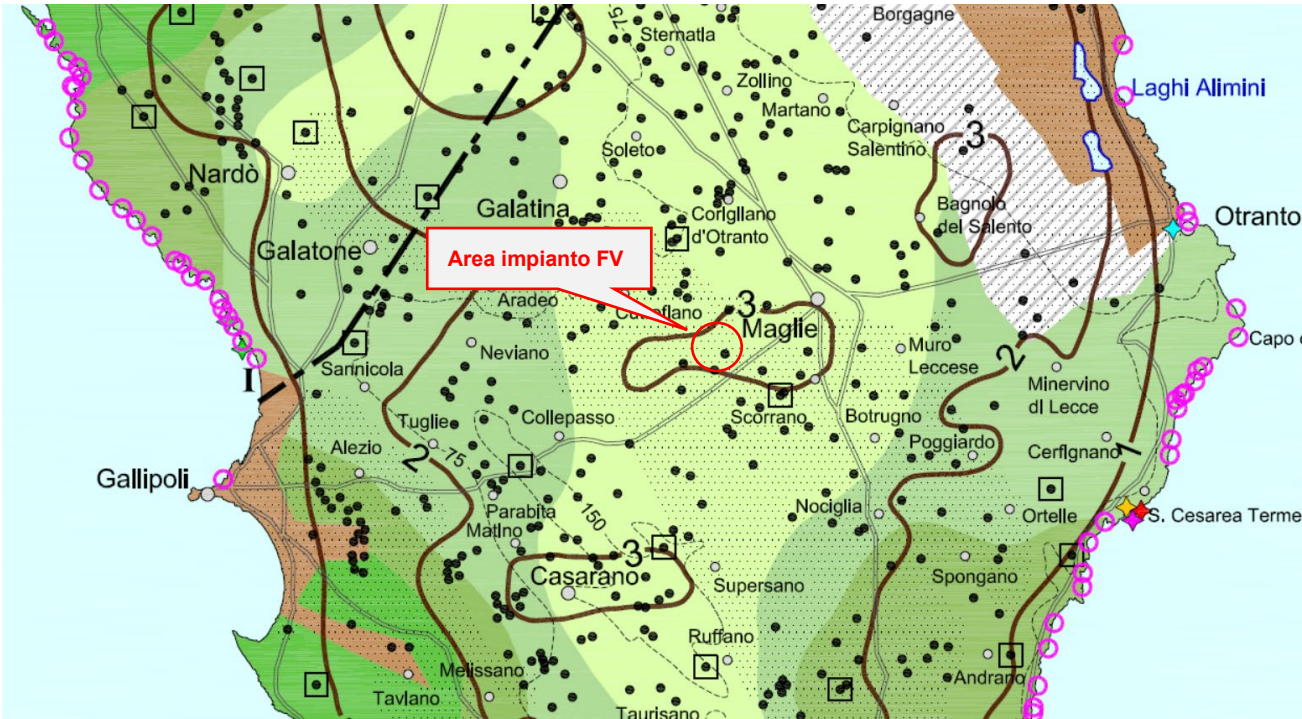 75
Borgagne
Sternatia
Zollino
Laghi Alimini
Martano
Carpignano
Salentino
3
Soleto
Nardò
Galatina
Corigliano
d'Otranto
Bagnolo
del Salento
Otranto
Galatone
Area impianto FV
Aradeo
3
Maglie
Neviano
Muro
Leccese
Capo
Sannicola
I
2
Minervino
di Lecce
Tuglie
Collepasso
Scorrano
Botrugno
Alezio
2
75
Poggiardo
Cerfignano
1
Gallipoli
Parabita
150
Nociglia
Ortelle
S. Cesarea Terme
Matino
3
Casarano
Supersano
Spongano
Ruffano
Melissano
Andrano
Taviano
Taurisano